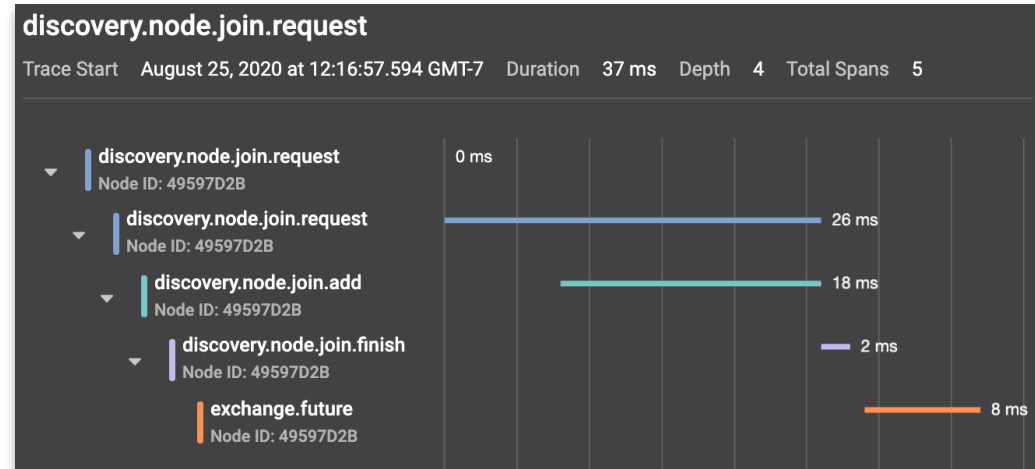 discovery.node.join.request
Trace Start August 25, 2020 at 12:16:57.594 GMT-7 Duration 37 ms Depth 4 Total Spans 5
discovery.node.join.request 0 ms
Node ID: 49597D2B
discovery.node.join.request 26 ms
Node ID: 49597D2B
discovery.node.join.add 18 ms
Node ID: 49597D2B
discovery.node.join.finish 2 ms
Node ID: 49597D2B
exchange.future 8 ms
Node ID: 49597D2B